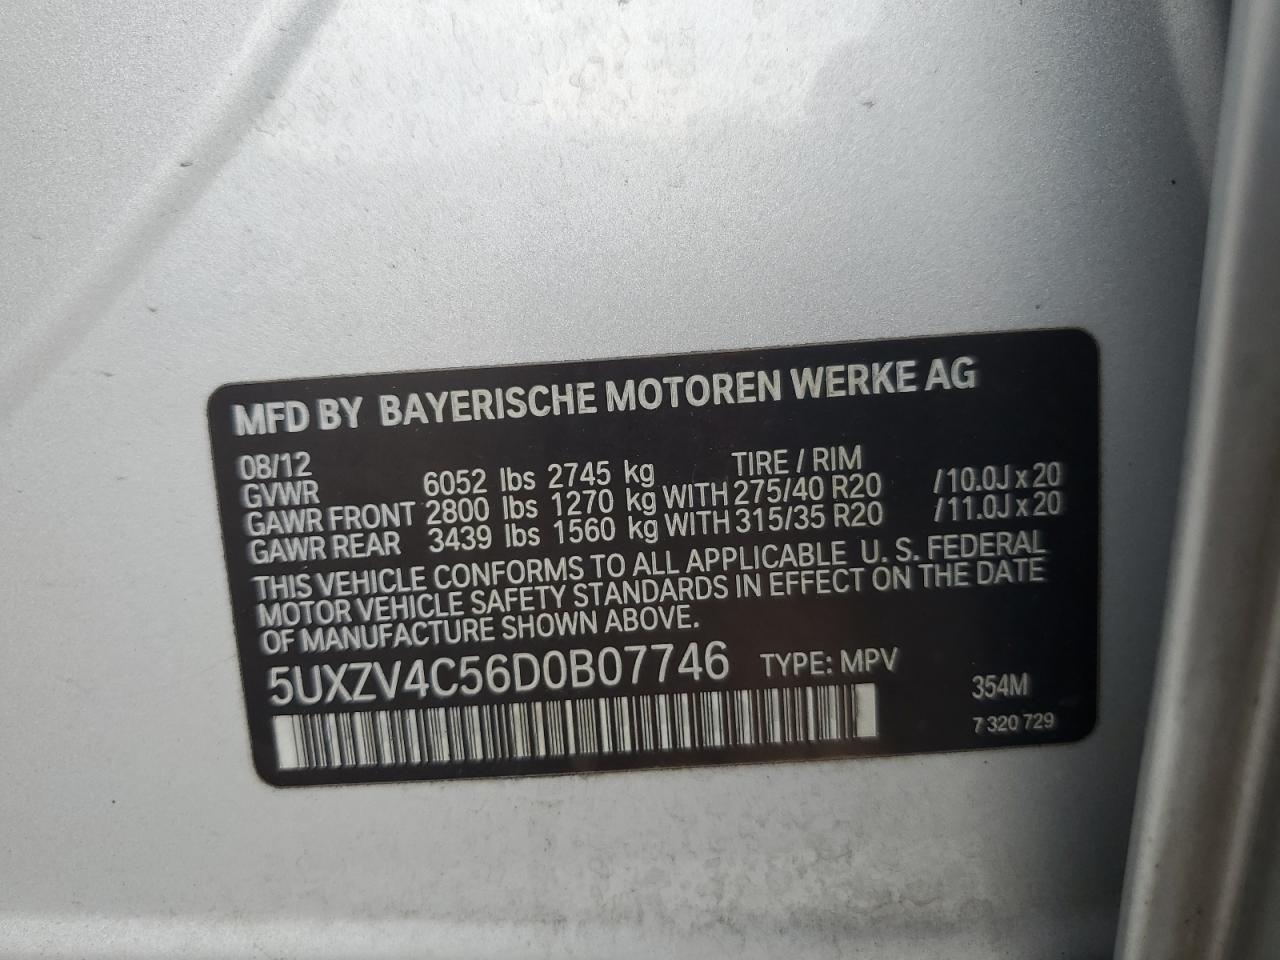 MFD BY BAYERISCHE MOTOREN WERKE AG
08/12 TIRE / RIM
GVWR 6052 lbs 2745 kg
GAWR FRONT 2800 lbs 1270 kg WITH 275/40 R20 /10.0J x 20
GAWR REAR 3439 lbs 1560 kg WITH 315/35 R20 /11.0J x 20
THIS VEHICLE CONFORMS TO ALL APPLICABLE U. S. FEDERAL
MOTOR VEHICLE SAFETY STANDARDS IN EFFECT ON THE DATE
OF MANUFACTURE SHOWN ABOVE.
5UXZV4C56D0B07746 TYPE: MPV
354M
7 320 729